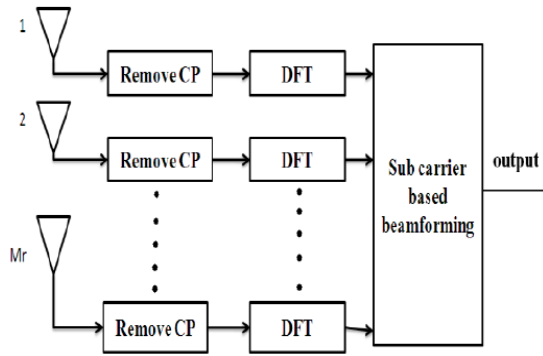 1
Remove CP
DFT
2
Remove CP
DFT
Sub carrier
based
beamforming
output
Mr
Remove CP
DFT